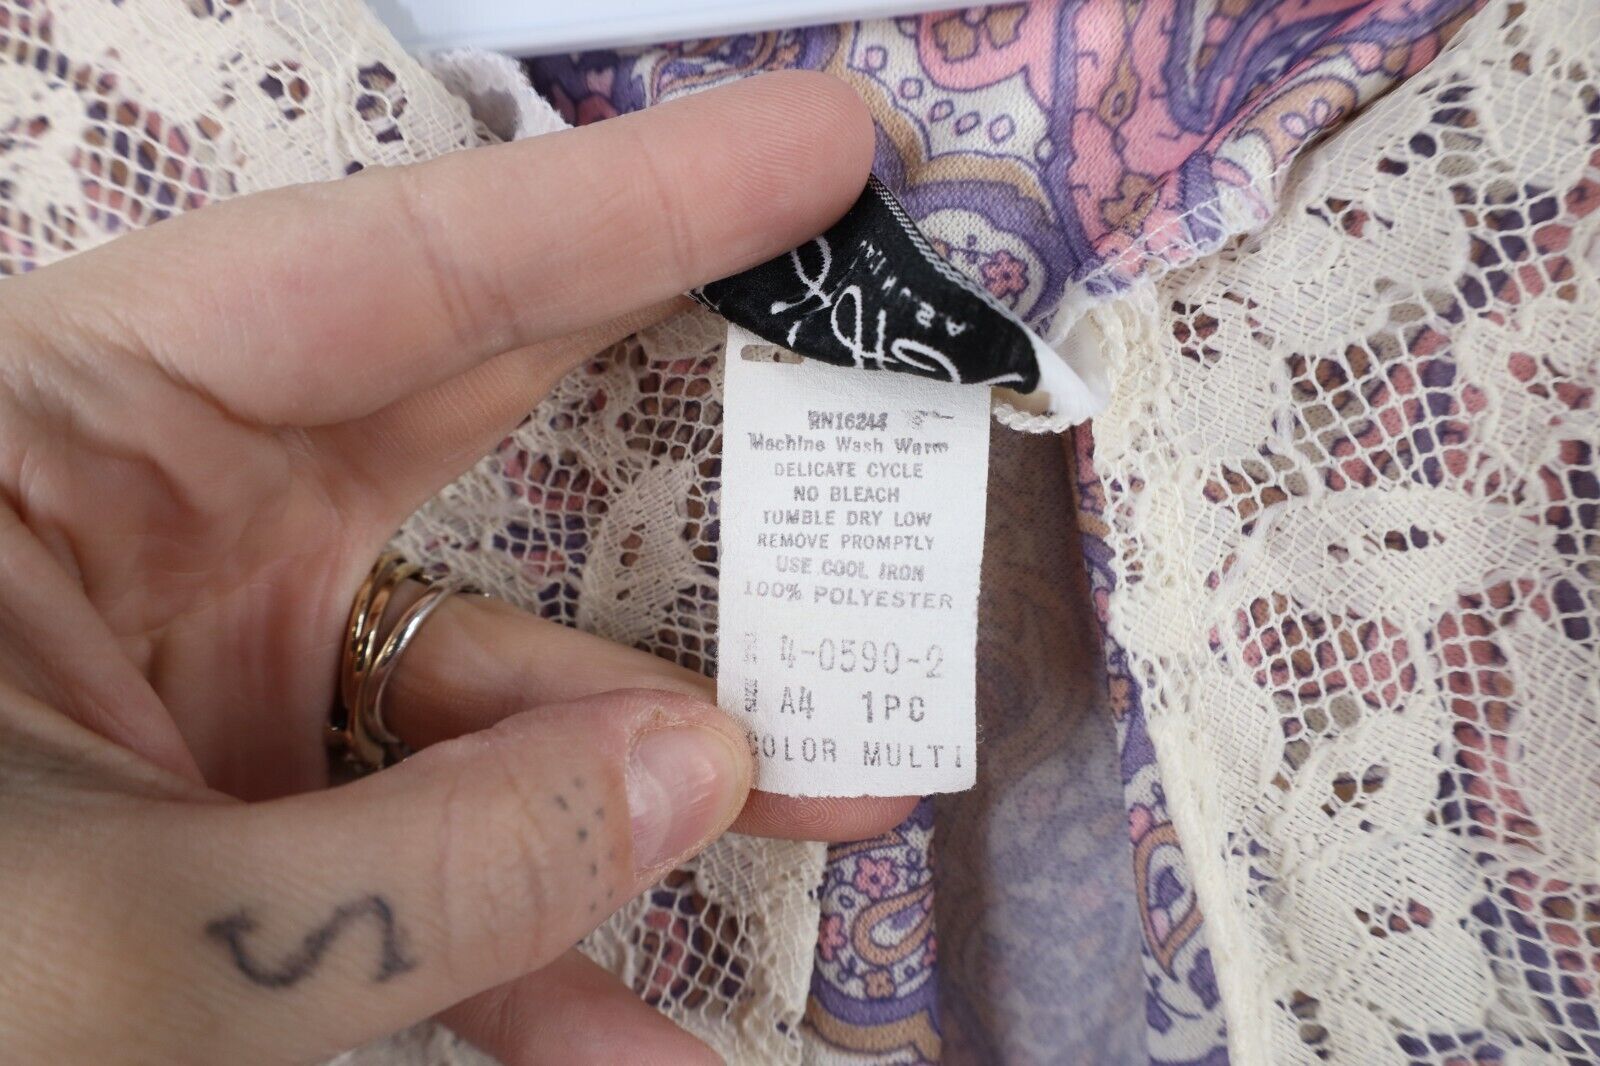 RN16244
Machine Wash Warm
DELICATE CYCLE
NO BLEACH
TUMBLE DRY LOW
REMOVE PROMPTLY
USE COOL IRON
100% POLYESTER
4-0590-2
A4 1PC
COLOR MULTI
S